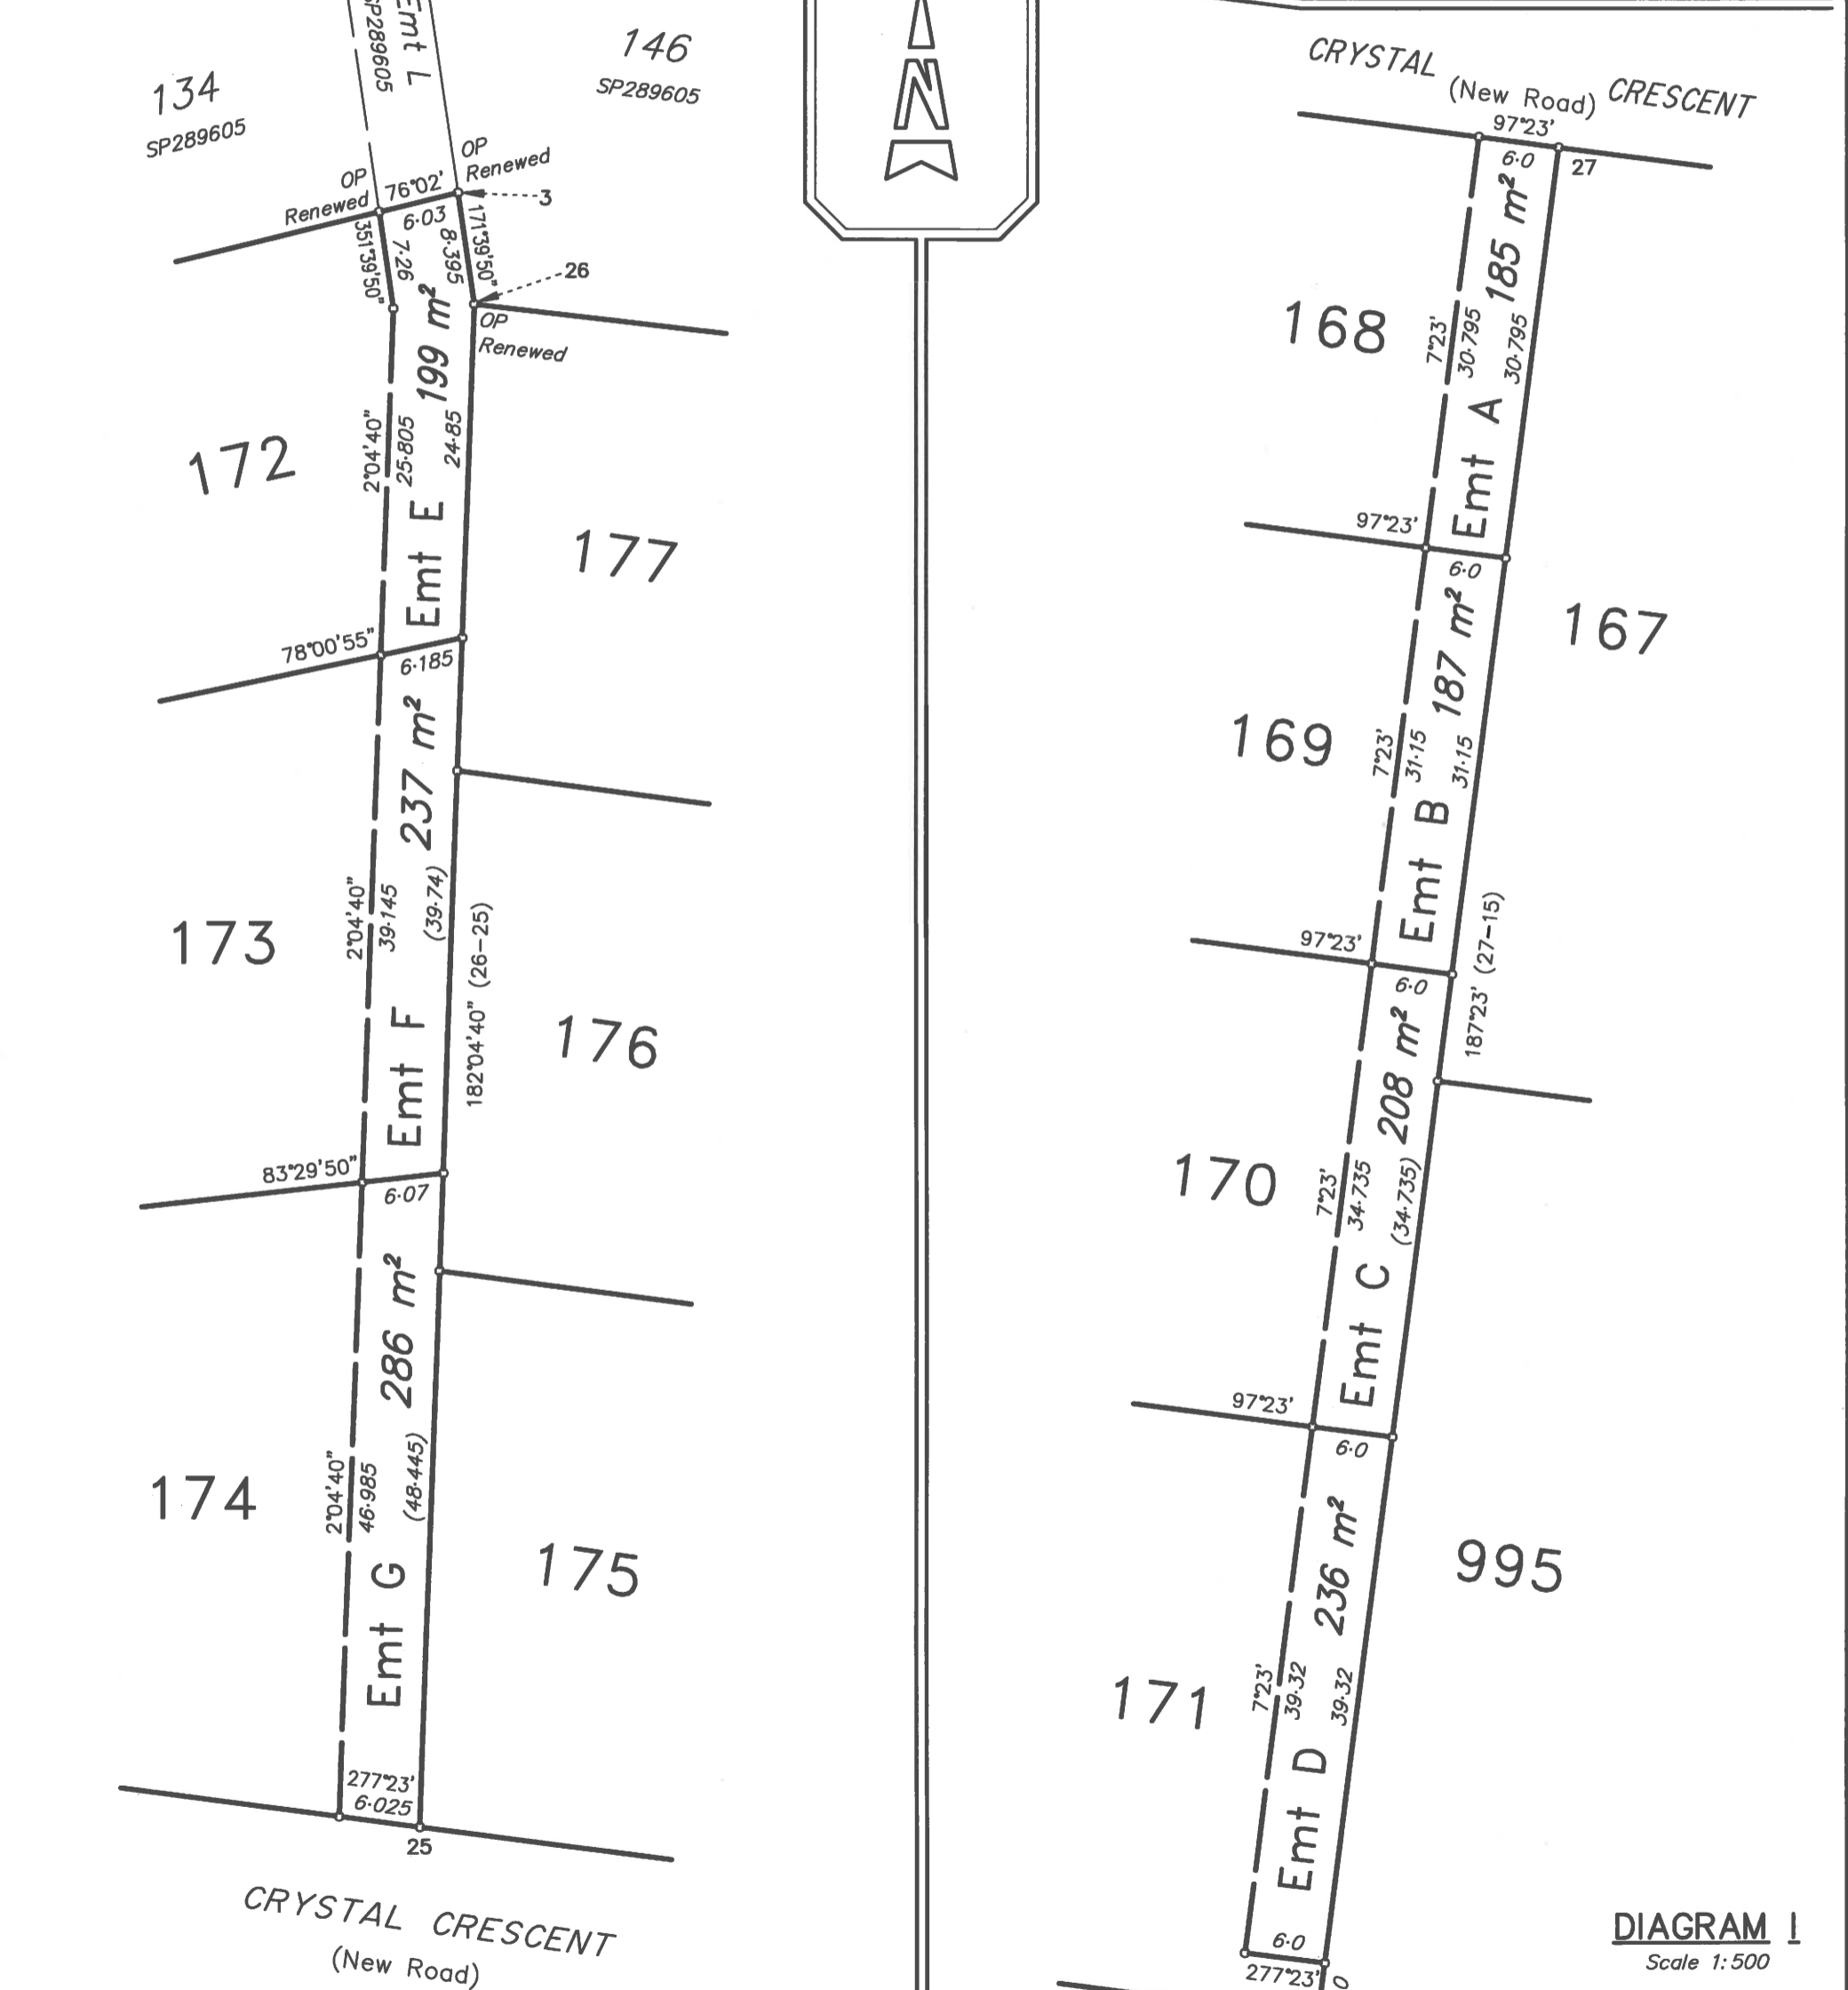 SP289605
Emt L
134
SP289605
146
SP289605
OP
Renewed
76°02'
6·03
OP
Renewed
3
351°39'50"
7·26
8·395
171°39'50"
26
OP
Renewed
199 m²
172
2°04'40"
25·805
24·85
Emt E
177
78°00'55"
6·185
237 m²
173
2°04'40"
39·145
(39·74)
182°04'40" (26-25)
Emt F
176
83°29'50"
6·07
286 m²
174
2°04'40"
46·985
(48·445)
Emt G
175
277°23'
6·025
25
CRYSTAL CRESCENT
(New Road)
N
CRYSTAL CRESCENT
(New Road)
97°23'
6·0
27
185 m²
168
7°23'
30·795
30·795
Emt A
97°23'
6·0
187 m²
167
169
7°23'
31·15
31·15
Emt B
97°23'
6·0
187°23' (27-15)
208 m²
170
7°23'
34·735
(34·735)
Emt C
97°23'
6·0
236 m²
995
171
7°23'
39·32
39·32
Emt D
6·0
277°23'
DIAGRAM I
Scale 1:500